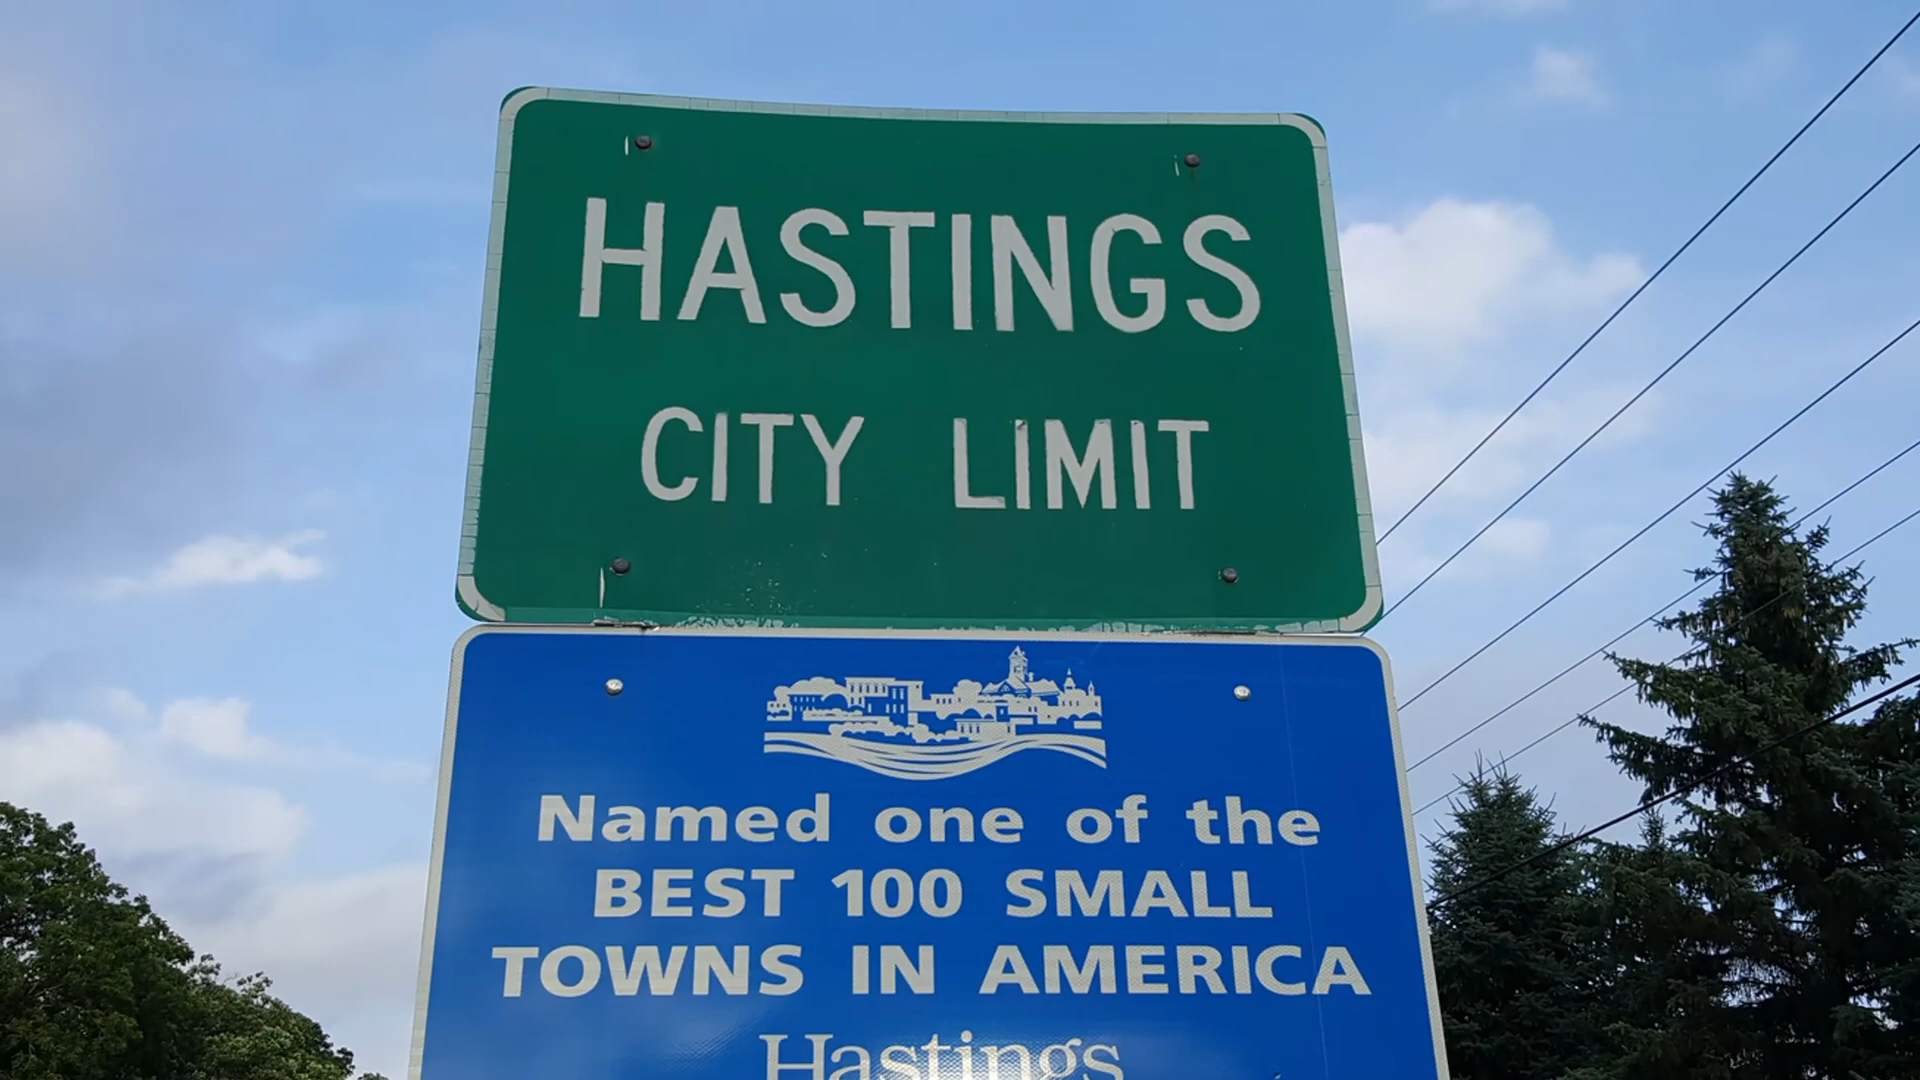 HASTINGS
CITY LIMIT
Named one of the
BEST 100 SMALL
TOWNS IN AMERICA
Hastings